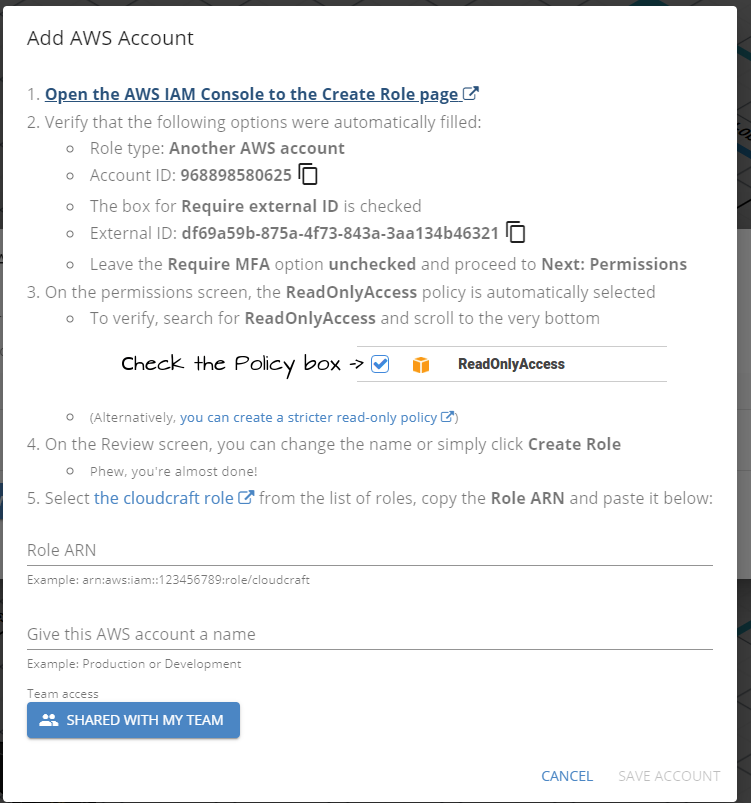 Add AWS Account
1. Open the AWS IAM Console to the Create Role page
2. Verify that the following options were automatically filled:
Role type: Another AWS account
Account ID: 968898580625
The box for Require external ID is checked
External ID: df69a59b-875a-4f73-843a-3aa134b46321
Leave the Require MFA option unchecked and proceed to Next: Permissions
3. On the permissions screen, the ReadOnlyAccess policy is automatically selected
To verify, search for ReadOnlyAccess and scroll to the very bottom
Check the Policy box -> ReadOnlyAccess
(Alternatively, you can create a stricter read-only policy)
4. On the Review screen, you can change the name or simply click Create Role
Phew, you're almost done!
5. Select the cloudcraft role from the list of roles, copy the Role ARN and paste it below:
Role ARN
Example: arn:aws:iam::123456789:role/cloudcraft
Give this AWS account a name
Example: Production or Development
Team access
SHARED WITH MY TEAM
CANCEL SAVE ACCOUNT